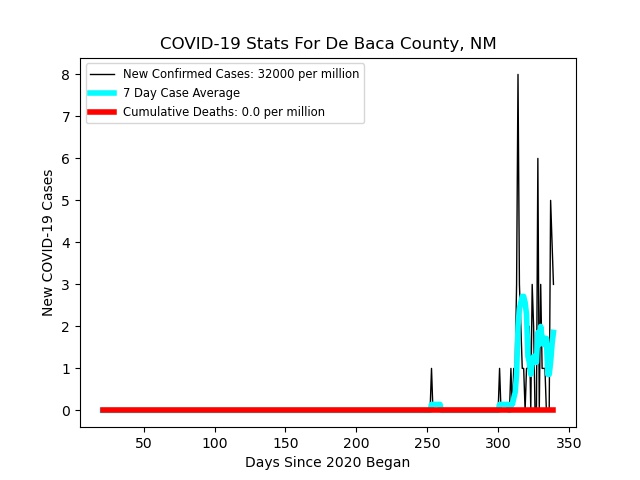 COVID-19 Stats For De Baca County, NM
New Confirmed Cases: 32000 per million
7 Day Case Average
Cumulative Deaths: 0.0 per million
New COVID-19 Cases
8
7
6
5
4
3
2
1
0
50 100 150 200 250 300 350
Days Since 2020 Began